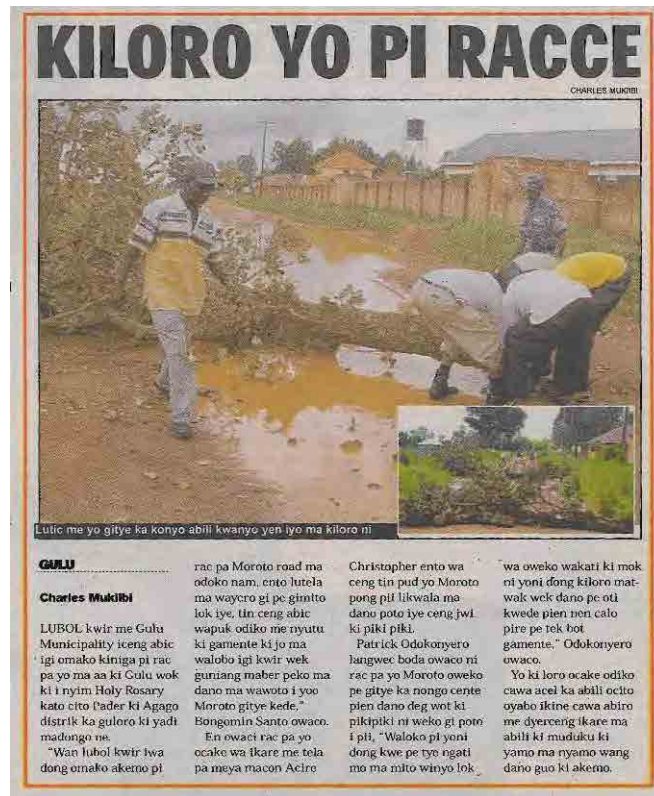 KILORO YO PI RACCE
CHARLES MUKIIBI
Lutic me yo gitye ka konyo abili kwanyo yen iyo ma kiloro ni
GULU
Charles Mukiibi
LUBOL kwir me Gulu
Municipality iceng abic
igi omako kiniga pi rac
pa yo ma aa ki Gulu wok
ki i nyim Holy Rosary
kato cito Pader ki Agago
distrik ka guloro ki yadi
madongo ne.
"Wan lubol kwir iwa
dong omako akemo pi
rac pa Moroto road ma
odoko nam, ento lutela
ma wayero gi pe gimito
lok iye, tin ceng abic
wapuk odiko me nyutu
ki gamente ki jo ma
walobo igi kwir wek
guniang maber peko ma
dano ma wawoto i yoo
Moroto gitye kede,"
Bongomin Santo owaco.
En owaci rac pa yo
ocake wa ikare me tela
pa meya macon Aciro
Christopher ento wa
ceng tin pud yo Moroto
pong pii likwala ma
dano poto iye ceng jwi
ki piki piki.
Patrick Odokonyero
langwec boda owaco ni
rac pa yo Moroto oweko
pe gitye ka nongo cente
pien dano deg wot ki
pikipiki ni weko gi poto
i pii, "Waloko pi yoni
dong kwe pe tye ngati
mo ma mito winyo lok
wa oweko wakati ki mok
ni yoni dong kiloro mat-
wak wek dano pe oti
kwede pien nen calo
pire pe tek bot
gamente," Odokonyero
owaco.
Yo ki loro ocake odiko
cawa acel ka abili ocito
oyabo ikine cawa abiro
me dyerceng ikare ma
abili ki muduku ki
yamo ma nyamo wang
dano guo ki akemo.